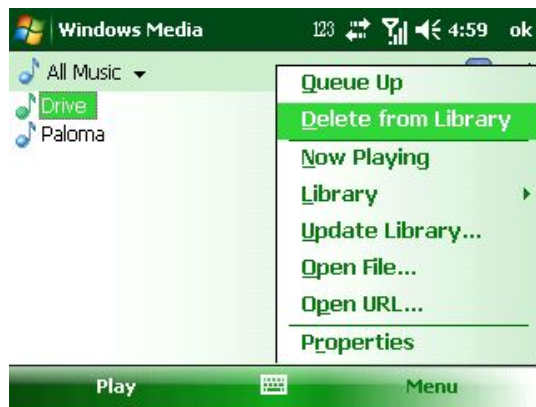 Windows Media 123 4:59 ok
All Music
Drive
Paloma
Queue Up
Delete from Library
Now Playing
Library
Update Library...
Open File...
Open URL...
Properties
Play Menu